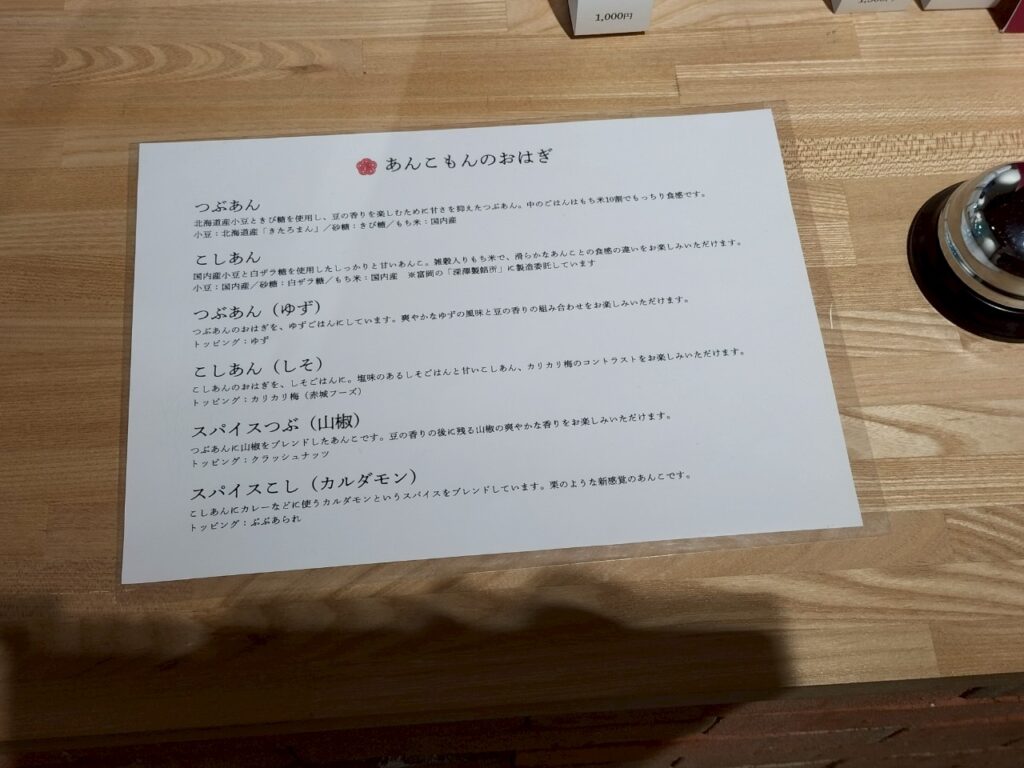 1,000円
あんこもんのおはぎ
つぶあん
北海道産小豆ときび糖を使用し、豆の香りを楽しむために甘さを抑えたつぶあん。中のごはんはもち米10割でもっちり食感です。
小豆：北海道産「きたろまん」／砂糖：きび糖／もち米：国内産
こしあん
国内産小豆と白ザラ糖を使用したしっかりと甘いあんこ。雑穀入りもち米で、滑らかなあんことの食感の違いをお楽しみいただけます。
小豆：国内産／砂糖：白ザラ糖／もち米：国内産　※富岡の「深澤製餡所」に製造委託しています
つぶあん（ゆず）
つぶあんのおはぎを、ゆずごはんにしています。爽やかなゆずの風味と豆の香りの組み合わせをお楽しみいただけます。
トッピング：ゆず
こしあん（しそ）
こしあんのおはぎを、しそごはんに。塩味のあるしそごはんと甘いこしあん、カリカリ梅のコントラストをお楽しみいただけます。
トッピング：カリカリ梅（赤城フーズ）
スパイスつぶ（山椒）
つぶあんに山椒をブレンドしたあんこです。豆の香りの後に残る山椒の爽やかな香りをお楽しみいただけます。
トッピング：クラッシュナッツ
スパイスこし（カルダモン）
こしあんにカレーなどに使うカルダモンというスパイスをブレンドしています。栗のような新感覚のあんこです。
トッピング：ぶぶあられ